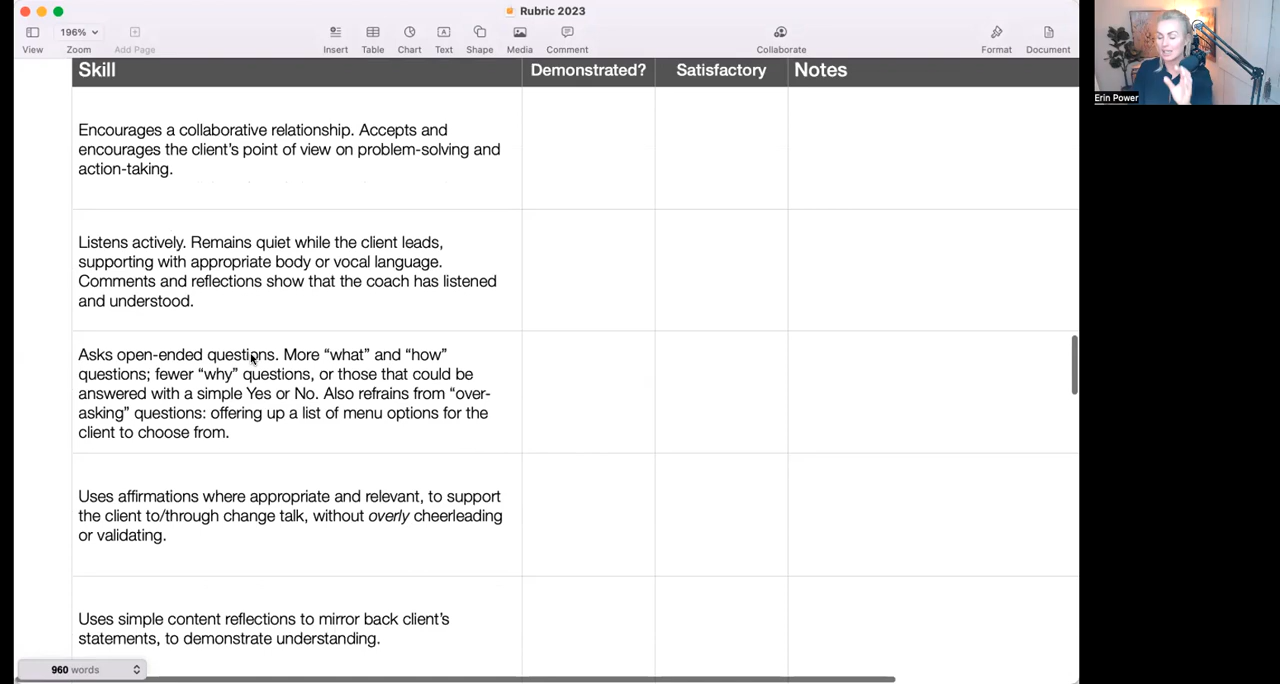 Rubric 2023
196%
View
Zoom
Add Page
Insert
Table
Chart
Text
Shape
Media
Comment
Collaborate
Format
Document
Erin Power
Skill
Demonstrated?
Satisfactory
Notes
Encourages a collaborative relationship. Accepts and
encourages the client’s point of view on problem-solving and
action-taking.
Listens actively. Remains quiet while the client leads,
supporting with appropriate body or vocal language.
Comments and reflections show that the coach has listened
and understood.
Asks open-ended questions. More “what” and “how”
questions; fewer “why” questions, or those that could be
answered with a simple Yes or No. Also refrains from “over-
asking” questions: offering up a list of menu options for the
client to choose from.
Uses affirmations where appropriate and relevant, to support
the client to/through change talk, without overly cheerleading
or validating.
Uses simple content reflections to mirror back client’s
statements, to demonstrate understanding.
960 words